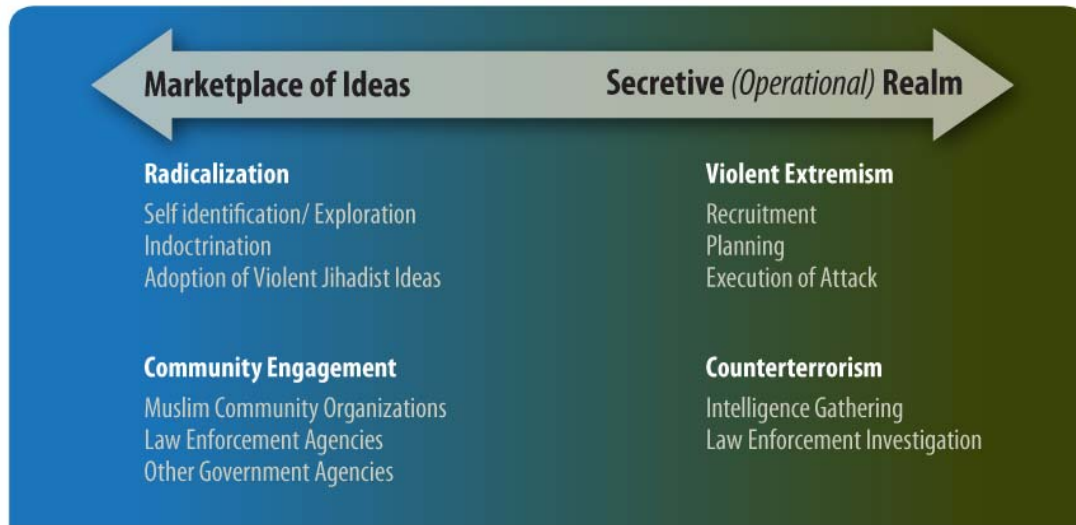 Marketplace of Ideas
Secretive (Operational) Realm
Radicalization
Self identification/ Exploration
Indoctrination
Adoption of Violent Jihadist Ideas
Violent Extremism
Recruitment
Planning
Execution of Attack
Community Engagement
Muslim Community Organizations
Law Enforcement Agencies
Other Government Agencies
Counterterrorism
Intelligence Gathering
Law Enforcement Investigation